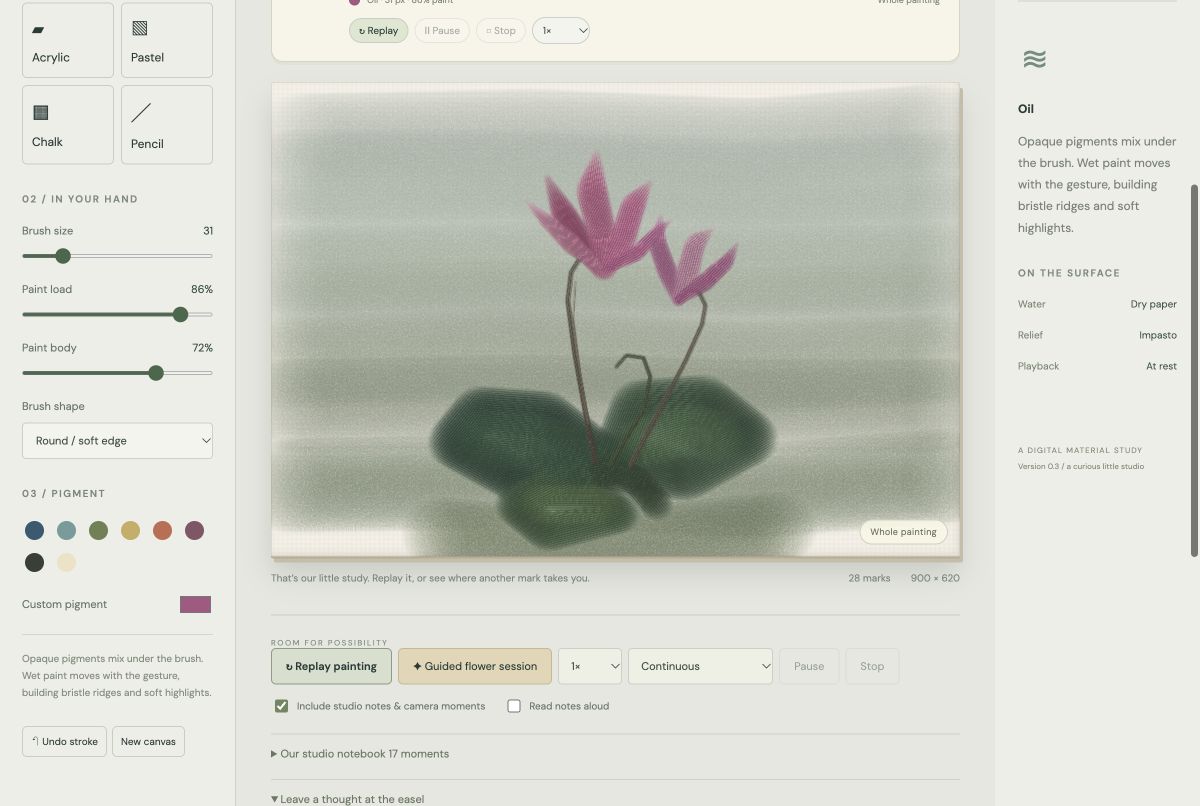 Acrylic
Pastel
Chalk
Pencil
02 / IN YOUR HAND
Brush size 31
Paint load 86%
Paint body 72%
Brush shape
Round / soft edge
03 / PIGMENT
Custom pigment
Opaque pigments mix under the brush.
Wet paint moves with the gesture,
building bristle ridges and soft highlights.
Undo stroke
New canvas
Whole painting
↻ Replay
II Pause
Stop
1×
Whole painting
That's our little study. Replay it, or see where another mark takes you.
28 marks
900 × 620
ROOM FOR POSSIBILITY
↻ Replay painting
✦ Guided flower session
1×
Continuous
Pause
Stop
Include studio notes & camera moments
Read notes aloud
Our studio notebook 17 moments
Leave a thought at the easel
Oil
Opaque pigments mix under
the brush. Wet paint moves
with the gesture, building
bristle ridges and soft
highlights.
ON THE SURFACE
Water Dry paper
Relief Impasto
Playback At rest
A DIGITAL MATERIAL STUDY
Version 0.3 / a curious little studio